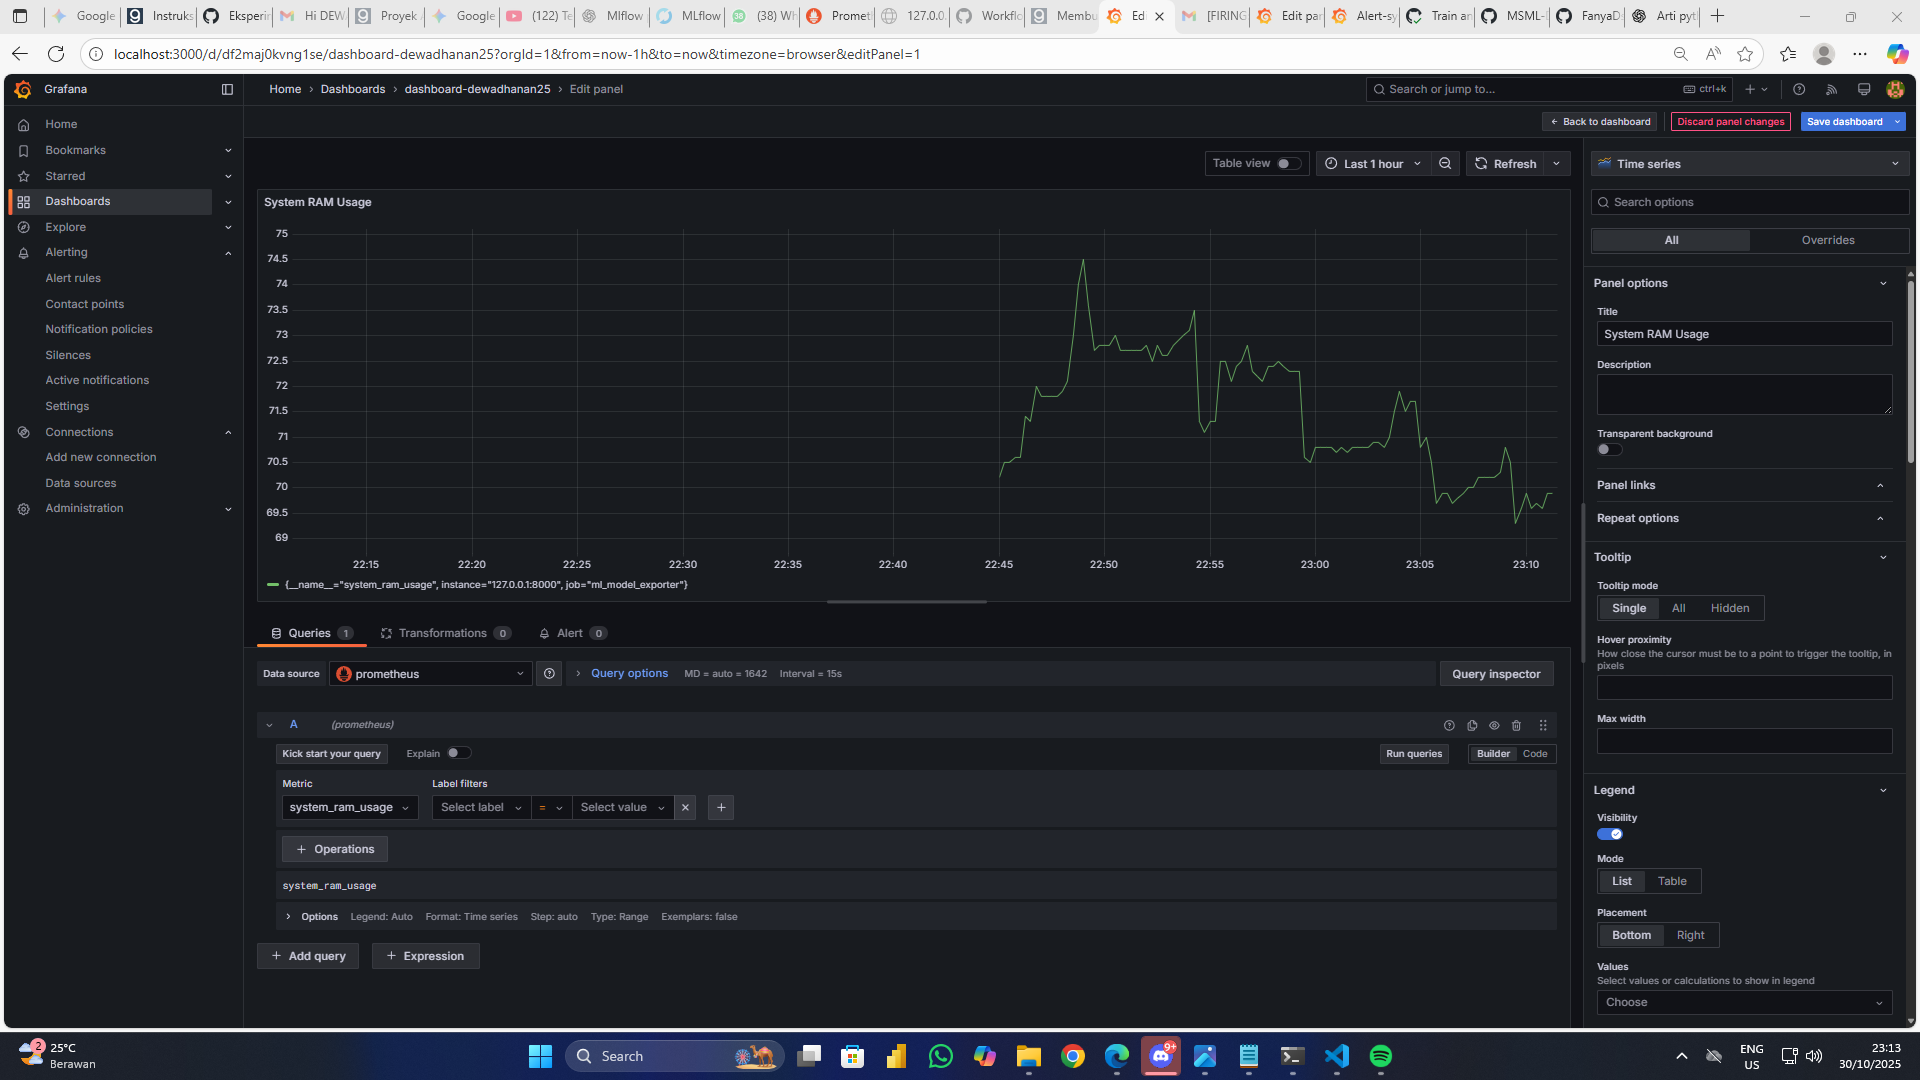 Google
Instruks
Eksperin
Hi DEW
Proyek
Google
(122) Te
Mlflow
MLflow
(38) Wh
Prometh
127.0.0.
Workflo
Membu
Ed
[FIRING
Edit par
Alert-sy
Train an
MSML-
FanyaDs
Arti pyt
localhost:3000/d/df2maj0kvng1se/dashboard-dewadhanan25?orgId=1&from=now-1h&to=now&timezone=browser&editPanel=1
Grafana
Home › Dashboards › dashboard-dewadhanan25 › Edit panel
Search or jump to...
ctrl+k
Home
Bookmarks
Starred
Dashboards
Explore
Alerting
Alert rules
Contact points
Notification policies
Silences
Active notifications
Settings
Connections
Add new connection
Data sources
Administration
← Back to dashboard
Discard panel changes
Save dashboard
Table view
Last 1 hour
Refresh
System RAM Usage
75
74.5
74
73.5
73
72.5
72
71.5
71
70.5
70
69.5
69
22:15
22:20
22:25
22:30
22:35
22:40
22:45
22:50
22:55
23:00
23:05
23:10
{__name__="system_ram_usage", instance="127.0.0.1:8000", job="ml_model_exporter"}
Queries 1
Transformations 0
Alert 0
Data source
prometheus
Query options
MD = auto = 1642
Interval = 15s
Query inspector
A
(prometheus)
Kick start your query
Explain
Run queries
Builder
Code
Metric
Label filters
system_ram_usage
Select label
=
Select value
+ Operations
system_ram_usage
Options
Legend: Auto
Format: Time series
Step: auto
Type: Range
Exemplars: false
+ Add query
+ Expression
Time series
Search options
All
Overrides
Panel options
Title
System RAM Usage
Description
Transparent background
Panel links
Repeat options
Tooltip
Tooltip mode
Single
All
Hidden
Hover proximity
How close the cursor must be to a point to trigger the tooltip, in
pixels
Max width
Legend
Visibility
Mode
List
Table
Placement
Bottom
Right
Values
Select values or calculations to show in legend
Choose
2
25°C
Berawan
Search
9+
ENG
US
23:13
30/10/2025